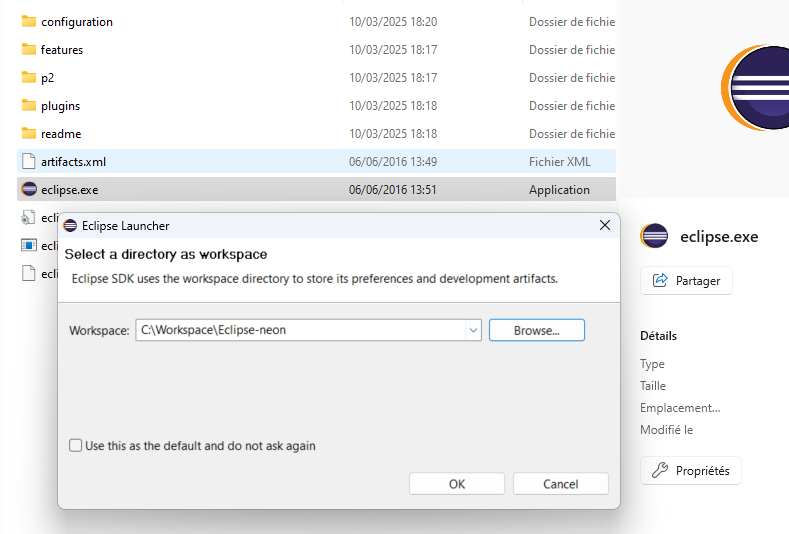 configuration 10/03/2025 18:20 Dossier de fichie
features 10/03/2025 18:17 Dossier de fichie
p2 10/03/2025 18:17 Dossier de fichie
plugins 10/03/2025 18:18 Dossier de fichie
readme 10/03/2025 18:18 Dossier de fichie
artifacts.xml 06/06/2016 13:49 Fichier XML
eclipse.exe 06/06/2016 13:51 Application
ecli
ecli
ecli
Eclipse Launcher
Select a directory as workspace
Eclipse SDK uses the workspace directory to store its preferences and development artifacts.
Workspace: C:\Workspace\Eclipse-neon Browse...
Use this as the default and do not ask again
OK Cancel
eclipse.exe
Partager
Détails
Type
Taille
Emplacement...
Modifié le
Propriétés